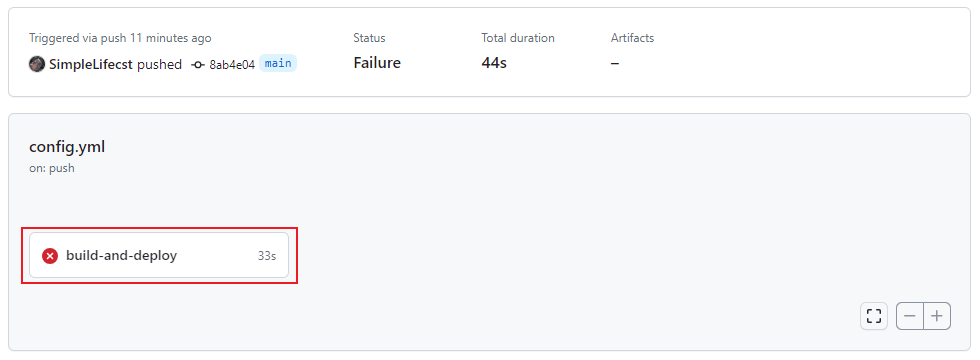 Triggered via push 11 minutes ago
SimpleLifecst pushed 8ab4e04 main
Status
Failure
Total duration
44s
Artifacts
–
config.yml
on: push
build-and-deploy 33s